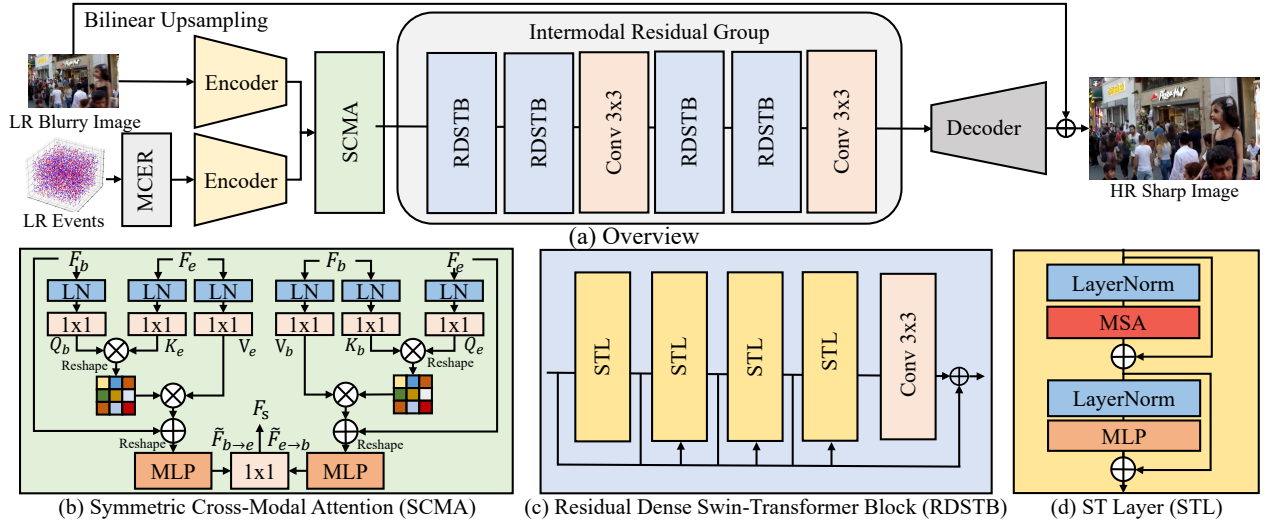 Bilinear Upsampling
Intermodal Residual Group
LR Blurry Image
Encoder
LR Events
MCER
Encoder
SCMA
RDSTB
RDSTB
Conv 3x3
RDSTB
RDSTB
Conv 3x3
Decoder
HR Sharp Image
(a) Overview
F_b F_e F_b F_e
LN LN LN LN LN LN
1x1 1x1 1x1 1x1 1x1 1x1
Q_b K_e V_e V_b K_b Q_e
Reshape Reshape
F_s
Reshape F̃_{b→e} F̃_{e→b} Reshape
MLP 1x1 MLP
(b) Symmetric Cross-Modal Attention (SCMA)
STL
STL
STL
STL
Conv 3x3
(c) Residual Dense Swin-Transformer Block (RDSTB)
LayerNorm
MSA
LayerNorm
MLP
(d) ST Layer (STL)